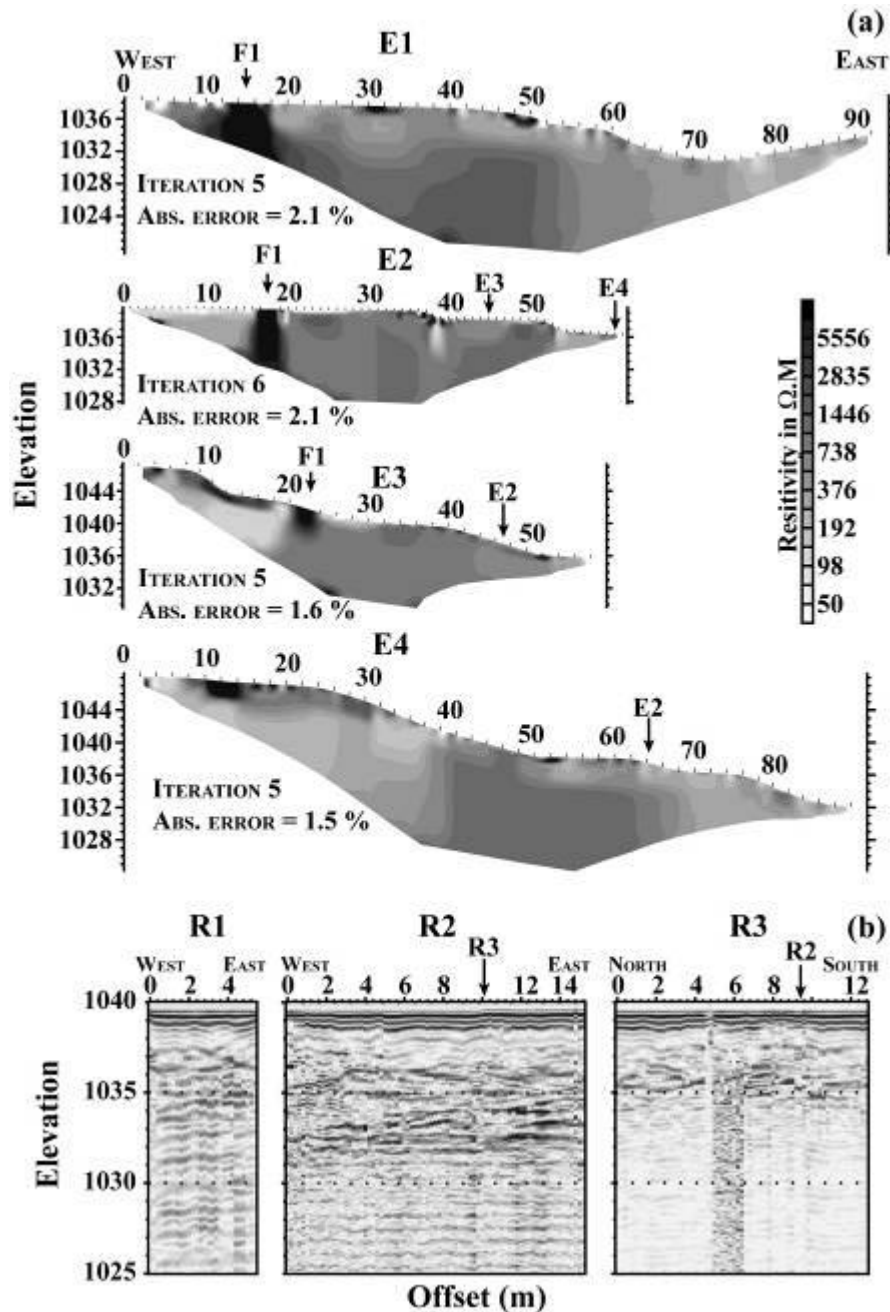 (a)
F1 E1
WEST EAST
0 10 20 30 40 50 60 70 80 90
1036
1032
1028
1024
ITERATION 5
ABS. ERROR = 2.1 %
F1 E2 E3 E4
0 10 20 30 40 50
1036
1032
1028
ITERATION 6
ABS. ERROR = 2.1 %
F1 E3 E2
0 10 20 30 40 50
1044
1040
1036
1032
ITERATION 5
ABS. ERROR = 1.6 %
E4 E2
0 10 20 30 40 50 60 70 80
1044
1040
1036
1032
1028
ITERATION 5
ABS. ERROR = 1.5 %
Elevation
Resitivity in Ω.M
5556
2835
1446
738
376
192
98
50
R1 R2 R3 (b)
R3 R2
WEST EAST WEST EAST NORTH SOUTH
0 2 4 0 2 4 6 8 10 14 0 2 4 6 8 12
1040
1035
1030
1025
Elevation
Offset (m)